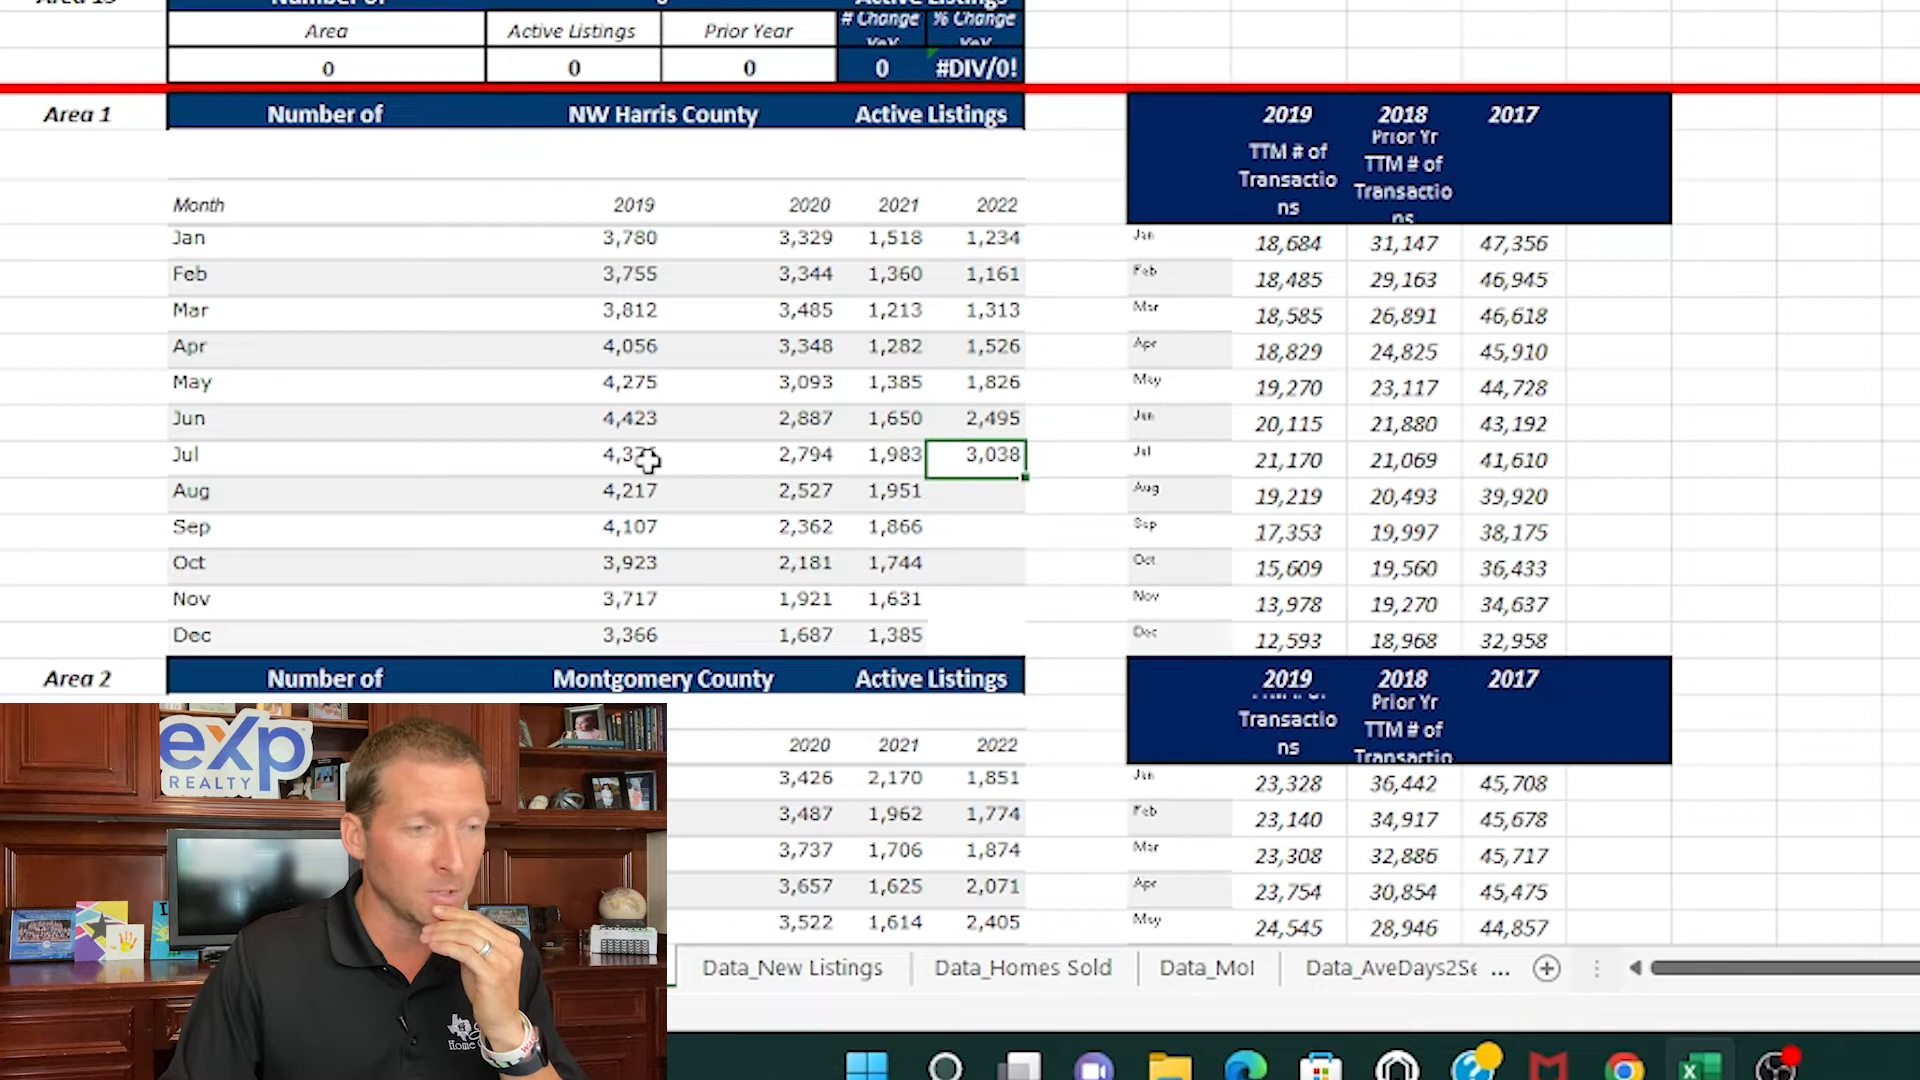 Number of 0 Active Listings
Area Active Listings Prior Year # Change YoY % Change YoY
0 0 0 0 #DIV/0!
Area 1 Number of NW Harris County Active Listings
Month 2019 2020 2021 2022
Jan 3,780 3,329 1,518 1,234
Feb 3,755 3,344 1,360 1,161
Mar 3,812 3,485 1,213 1,313
Apr 4,056 3,348 1,282 1,526
May 4,275 3,093 1,385 1,826
Jun 4,423 2,887 1,650 2,495
Jul 2,794 1,983 3,038
Aug 4,217 2,527 1,951
Sep 4,107 2,362 1,866
Oct 3,923 2,181 1,744
Nov 3,717 1,921 1,631
Dec 3,366 1,687 1,385
2019 2018 2017
TTM # of Transactio ns Prior Yr TTM # of Transactio ns
Jan 18,684 31,147 47,356
Feb 18,485 29,163 46,945
Mar 18,585 26,891 46,618
Apr 18,829 24,825 45,910
May 19,270 23,117 44,728
Jun 20,115 21,880 43,192
Jul 21,170 21,069 41,610
Aug 19,219 20,493 39,920
Sep 17,353 19,997 38,175
Oct 15,609 19,560 36,433
Nov 13,978 19,270 34,637
Dec 12,593 18,968 32,958
Area 2 Number of Montgomery County Active Listings
2020 2021 2022
3,426 2,170 1,851
3,487 1,962 1,774
3,737 1,706 1,874
3,657 1,625 2,071
3,522 1,614 2,405
2019 2018 2017
Transactio ns Prior Yr TTM # of Transactio
Jan 23,328 36,442 45,708
Feb 23,140 34,917 45,678
Mar 23,308 32,886 45,717
Apr 23,754 30,854 45,475
May 24,545 28,946 44,857
eXp
REALTY
Home
Data_New Listings Data_Homes Sold Data_MoI Data_AveDays2Se ...